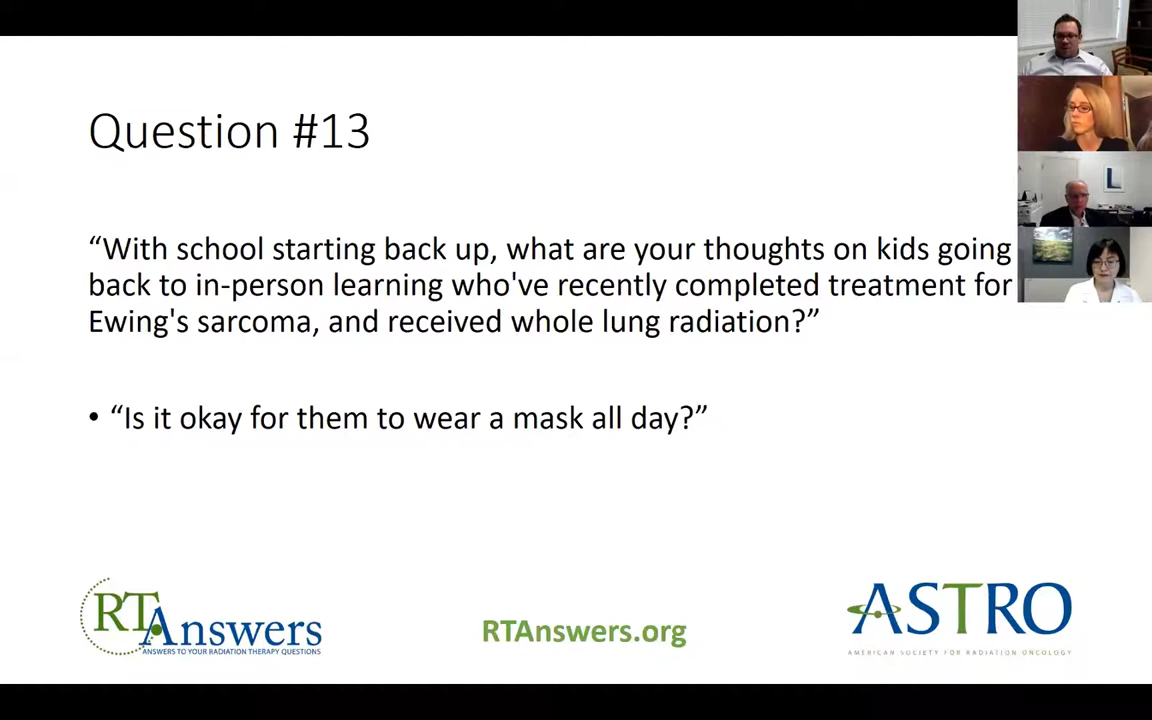 Question #13
“With school starting back up, what are your thoughts on kids going
back to in-person learning who've recently completed treatment for
Ewing's sarcoma, and received whole lung radiation?”
• “Is it okay for them to wear a mask all day?”
RTAnswers
ANSWERS TO YOUR RADIATION THERAPY QUESTIONS
RTAnswers.org
ASTRO
AMERICAN SOCIETY FOR RADIATION ONCOLOGY